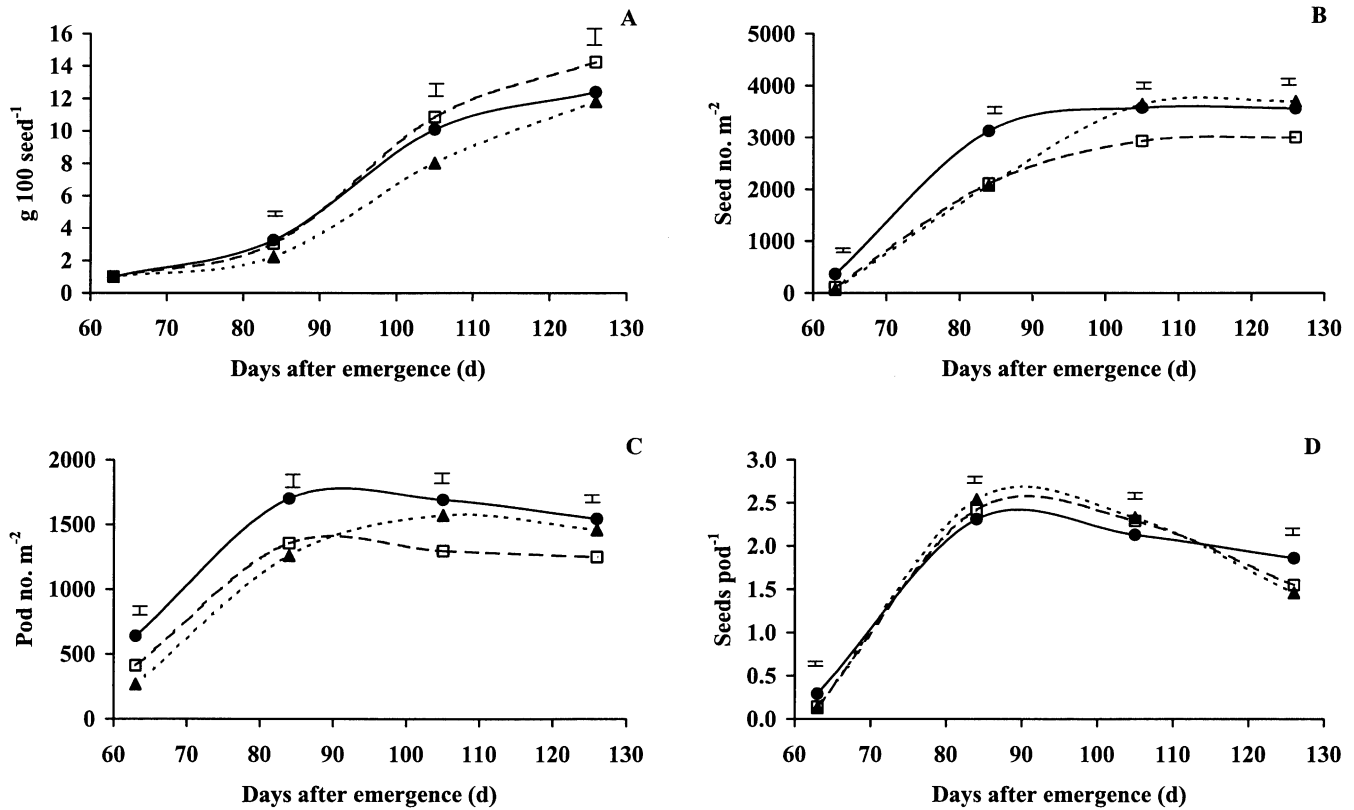 A
g 100 seed-1
16
14
12
10
8
6
4
2
0
60 70 80 90 100 110 120 130
Days after emergence (d)
B
Seed no. m-2
5000
4000
3000
2000
1000
0
60 70 80 90 100 110 120 130
Days after emergence (d)
C
Pod no. m-2
2000
1500
1000
500
0
60 70 80 90 100 110 120 130
Days after emergence (d)
D
Seeds pod-1
3.0
2.5
2.0
1.5
1.0
0.5
0.0
60 70 80 90 100 110 120 130
Days after emergence (d)